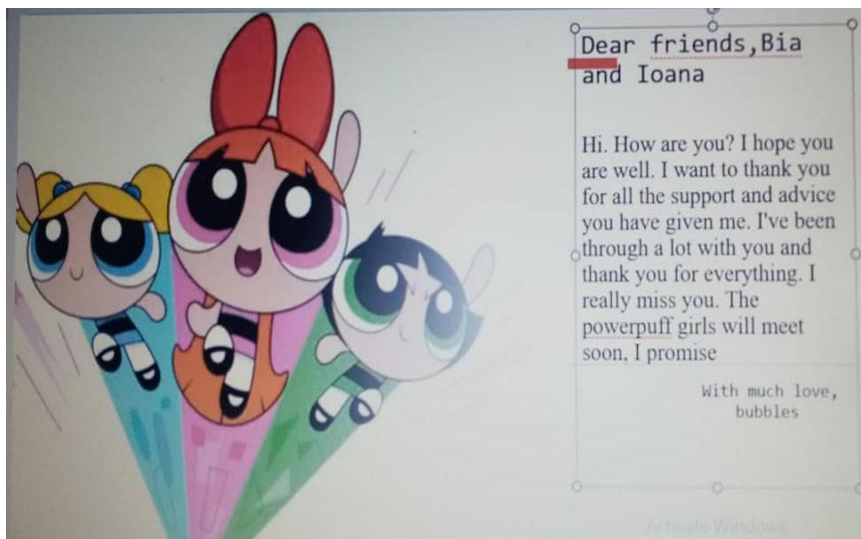 Dear friends,Bia
and Ioana
Hi. How are you? I hope you
are well. I want to thank you
for all the support and advice
you have given me. I've been
through a lot with you and
thank you for everything. I
really miss you. The
powerpuff girls will meet
soon, I promise
With much love,
bubbles
Activate Windows